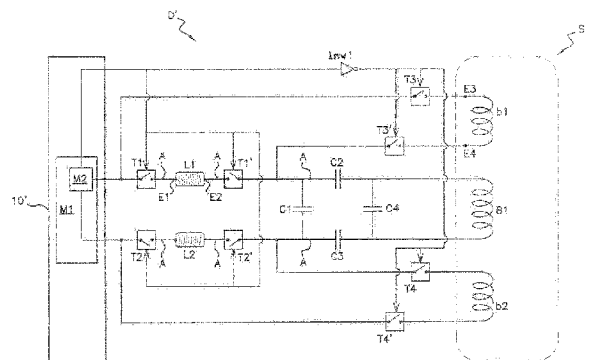 D'
S
Inv1
T3
E3
b1
T3'
E4
T1
A
L1
A
T1'
A
C2
E1
E2
M2
M1
10'
C1
C4
B1
T2
A
L2
A
T2'
A
C3
T4
b2
T4'